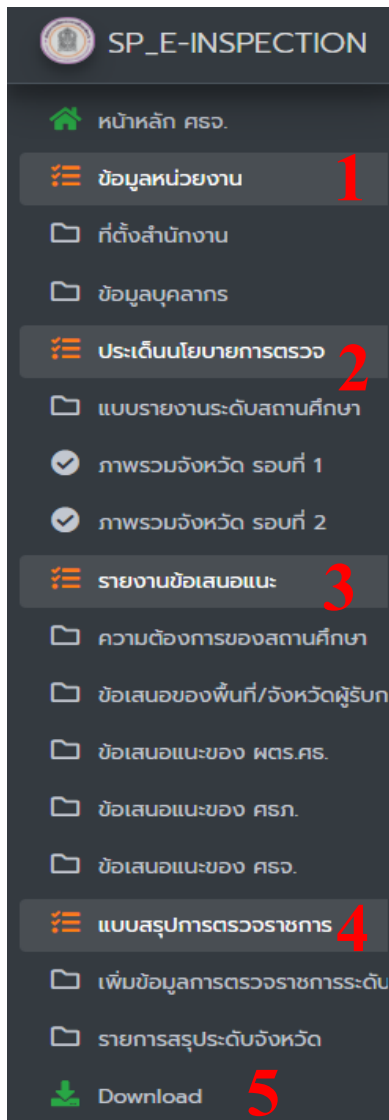 SP_E-INSPECTION
หน้าหลัก ศธจ.
ข้อมูลหน่วยงาน 1
ที่ตั้งสำนักงาน
ข้อมูลบุคลากร
ประเด็นนโยบายการตรวจ 2
แบบรายงานระดับสถานศึกษา
ภาพรวมจังหวัด รอบที่ 1
ภาพรวมจังหวัด รอบที่ 2
รายงานข้อเสนอแนะ 3
ความต้องการของสถานศึกษา
ข้อเสนอของพื้นที่/จังหวัดผู้รับก
ข้อเสนอแนะของ ผตร.ศธ.
ข้อเสนอแนะของ ศธภ.
ข้อเสนอแนะของ ศธจ.
แบบสรุปการตรวจราชการ 4
เพิ่มข้อมูลการตรวจราชการระดับ
รายการสรุประดับจังหวัด
Download 5